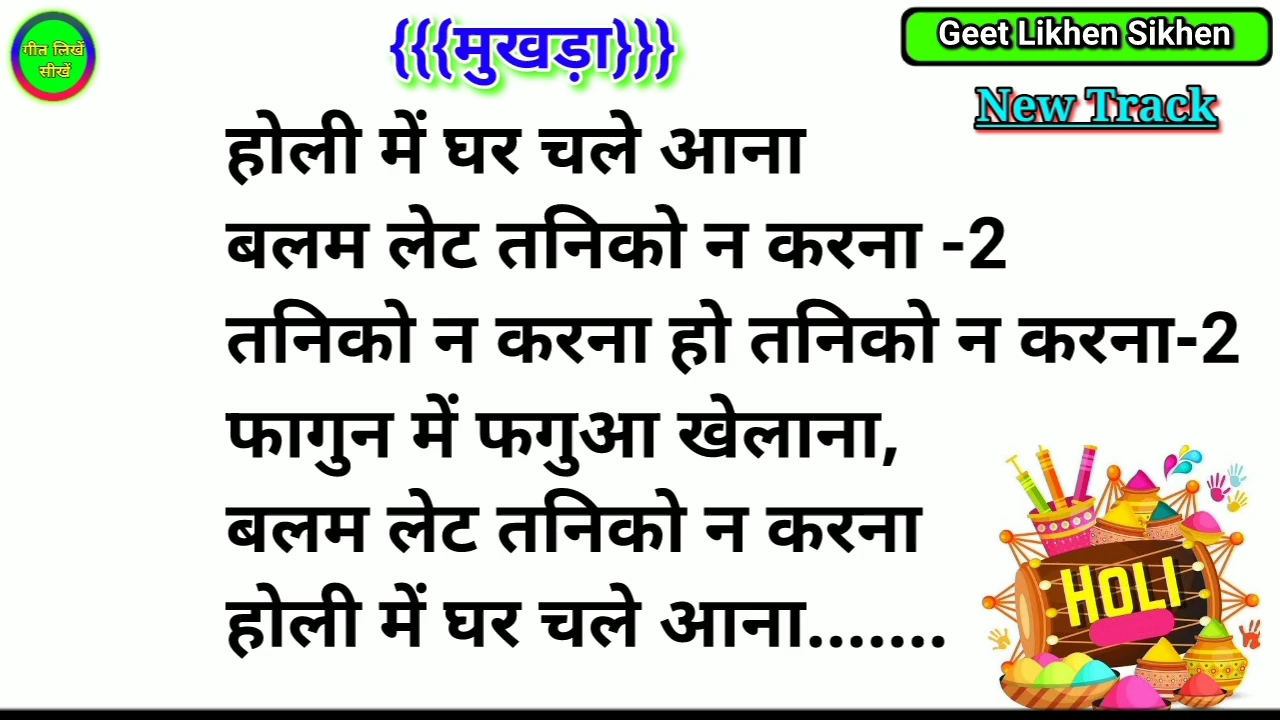 गीत लिखें
सीखें
{{{मुखड़ा}}}
Geet Likhen Sikhen
New Track
होली में घर चले आना
बलम लेट तनिको न करना -2
तनिको न करना हो तनिको न करना-2
फागुन में फगुआ खेलाना,
बलम लेट तनिको न करना
होली में घर चले आना.......
HOLI